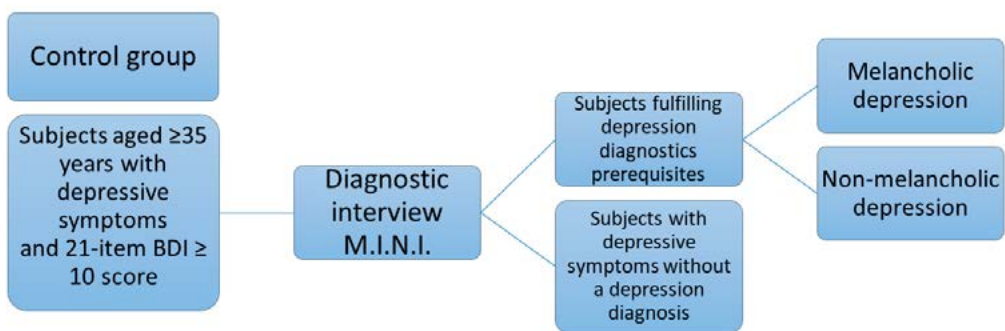 Control group
Subjects aged ≥35
years with
depressive
symptoms
and 21-item BDI ≥
10 score
Diagnostic
interview
M.I.N.I.
Subjects fulfilling
depression
diagnostics
prerequisites
Subjects with
depressive
symptoms without
a depression
diagnosis
Melancholic
depression
Non-melancholic
depression